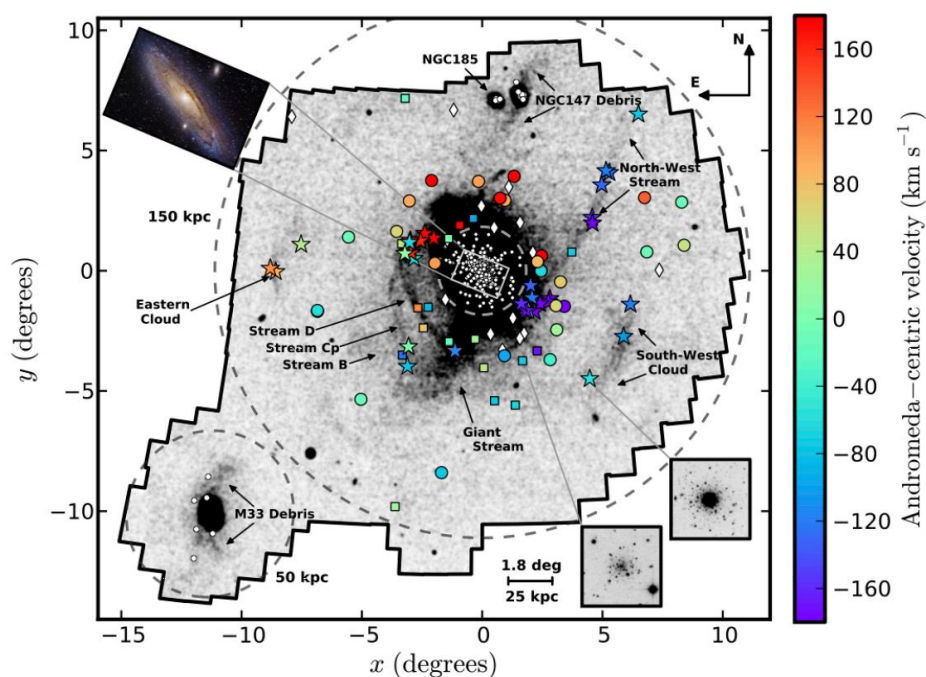 10
5
0
−5
−10
y (degrees)
−15
−10
−5
0
5
10
x (degrees)
N
E
NGC185
NGC147 Debris
North-West
Stream
150 kpc
Eastern
Cloud
Stream D
Stream Cp
Stream B
South-West
Cloud
Giant
Stream
M33 Debris
50 kpc
1.8 deg
25 kpc
160
120
80
40
0
−40
−80
−120
−160
Andromeda−centric velocity (km s⁻¹)